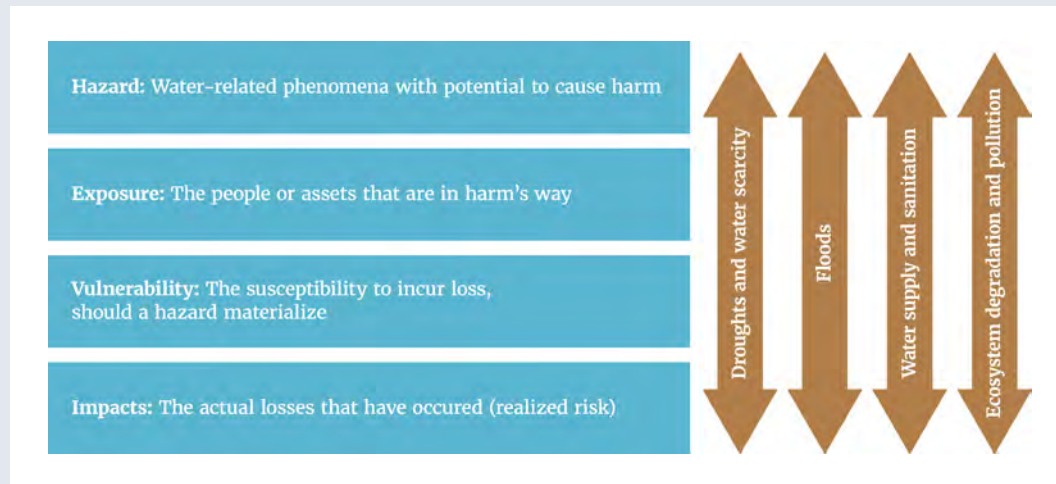 Hazard: Water-related phenomena with potential to cause harm
Exposure: The people or assets that are in harm’s way
Vulnerability: The susceptibility to incur loss,
should a hazard materialize
Impacts: The actual losses that have occured (realized risk)
Droughts and water scarcity
Floods
Water supply and sanitation
Ecosystem degradation and pollution